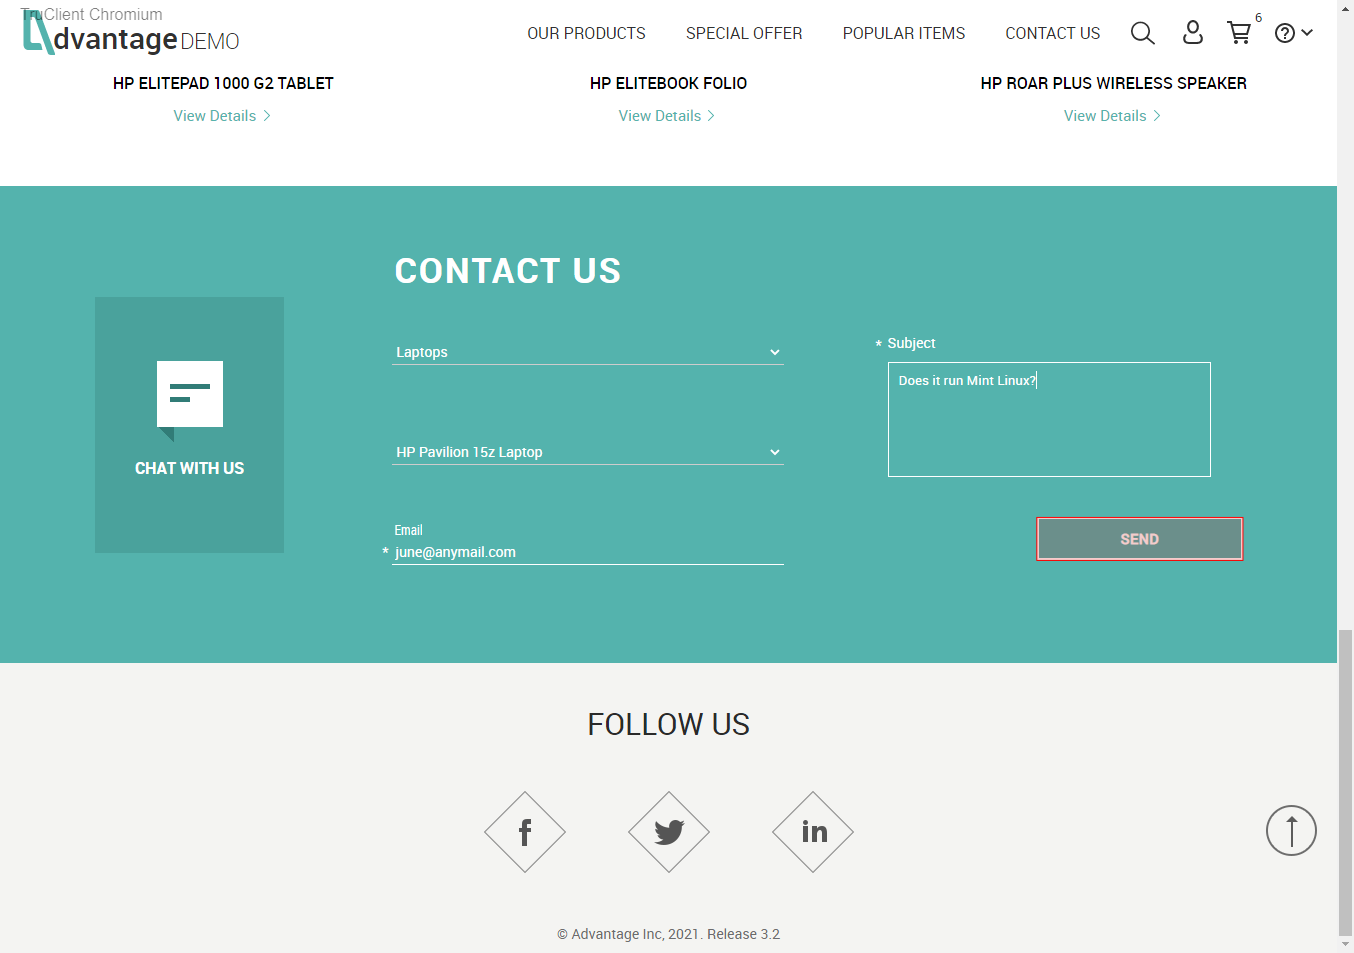 TruClient Chromium
dvantage DEMO
OUR PRODUCTS
SPECIAL OFFER
POPULAR ITEMS
CONTACT US
6
HP ELITEPAD 1000 G2 TABLET
HP ELITEBOOK FOLIO
HP ROAR PLUS WIRELESS SPEAKER
View Details
View Details
View Details
CONTACT US
CHAT WITH US
Laptops
HP Pavilion 15z Laptop
Email
* june@anymail.com
* Subject
Does it run Mint Linux?
SEND
FOLLOW US
© Advantage Inc, 2021. Release 3.2